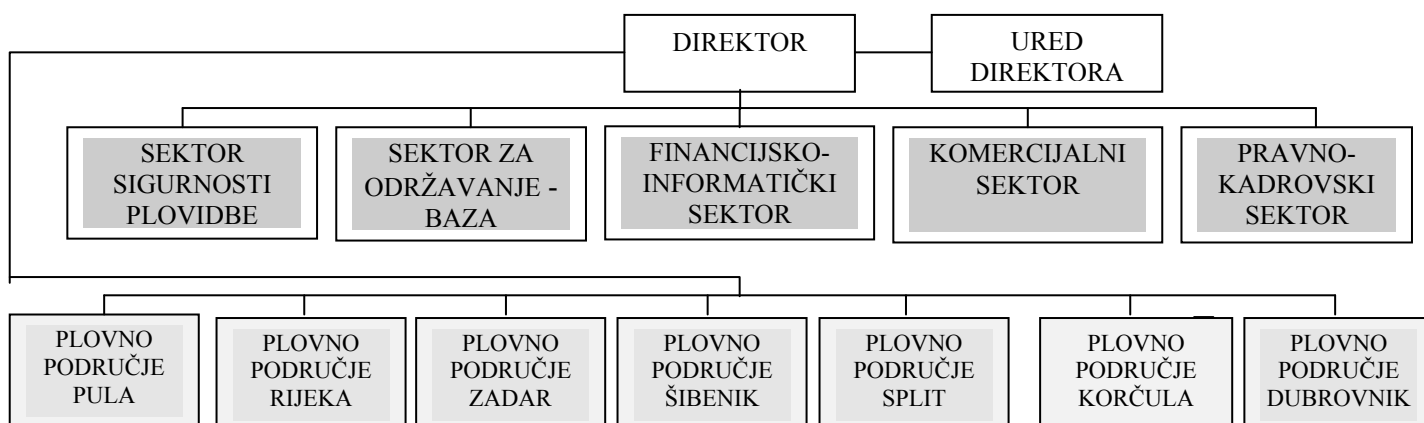 DIREKTOR
URED
DIREKTORA
SEKTOR
SIGURNOSTI
PLOVIDBE
SEKTOR ZA
ODRŽAVANJE -
BAZA
FINANCIJSKO-
INFORMATIČKI
SEKTOR
KOMERCIJALNI
SEKTOR
PRAVNO-
KADROVSKI
SEKTOR
PLOVNO
PODRUČJE
PULA
PLOVNO
PODRUČJE
RIJEKA
PLOVNO
PODRUČJE
ZADAR
PLOVNO
PODRUČJE
ŠIBENIK
PLOVNO
PODRUČJE
SPLIT
PLOVNO
PODRUČJE
KORČULA
PLOVNO
PODRUČJE
DUBROVNIK